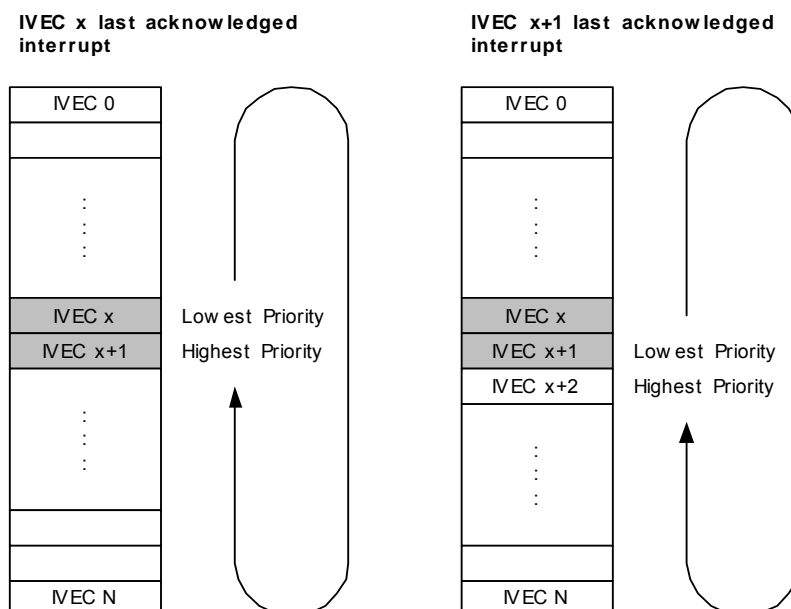 IVEC x last acknowledged
interrupt
IVEC 0
:
:
:
IVEC x
Lowest Priority
IVEC x+1
Highest Priority
:
:
:
IVEC N
IVEC x+1 last acknowledged
interrupt
IVEC 0
:
:
:
IVEC x
IVEC x+1
Lowest Priority
IVEC x+2
Highest Priority
:
:
:
IVEC N